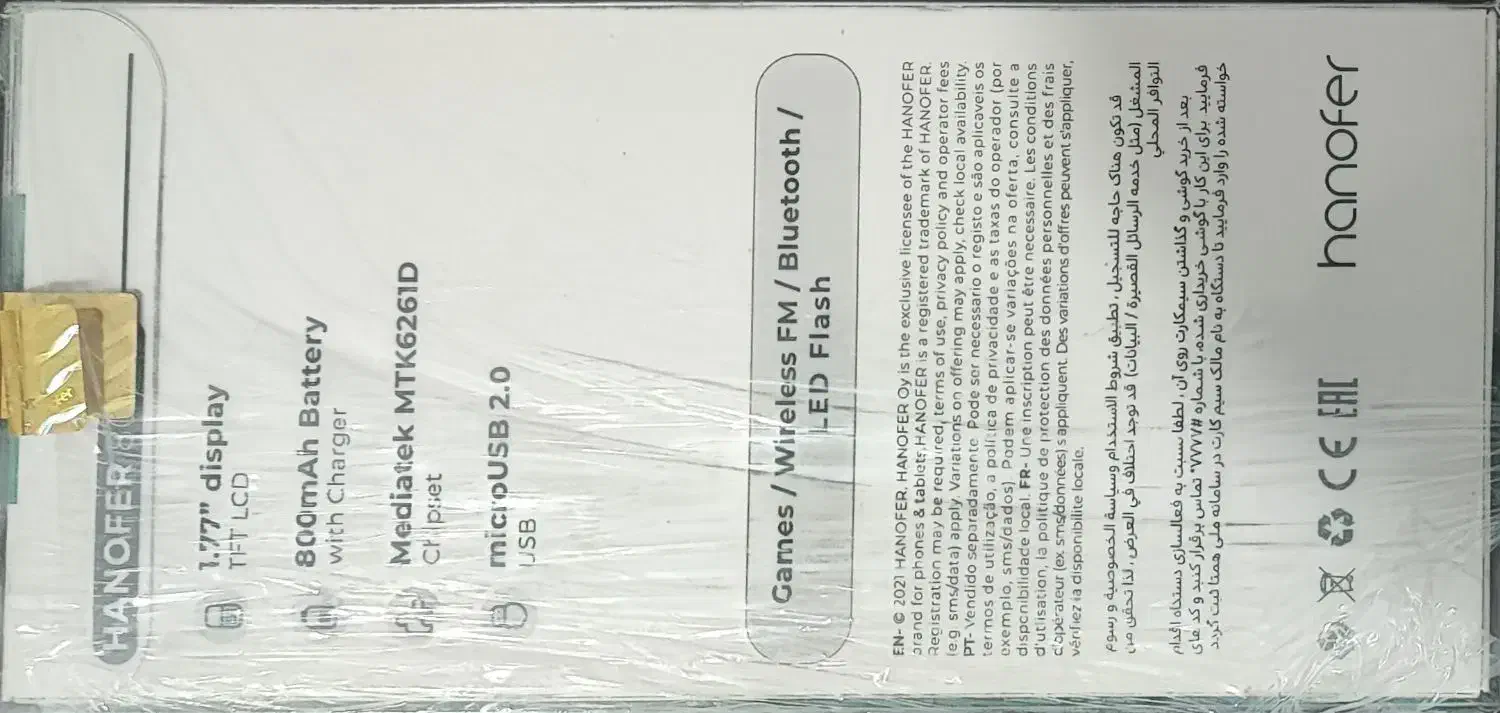 HANOFER
1.77” display
TFT LCD
800mAh Battery
with Charger
Mediatek MTK6261D
Chipset
microUSB 2.0
USB
Games / Wireless FM / Bluetooth /
LED Flash
EN- © 2021 HANOFER. HANOFER Oy is the exclusive licensee of the HANOFER
brand for phones & tablets. HANOFER is a registered trademark of HANOFER.
Registration may be required, terms of use, privacy policy and operator fees
(e.g sms/data) apply. Variations on offering may apply, check local availability.
PT- Vendido separadamente. Pode ser necessario o registo e são aplicaveis os
termos de utilização, a política de privacidade e as taxas do operador (por
exemplo, sms/dados). Podem aplicar-se variações na oferta, consulte a
disponibilidade local. FR- Une inscription peut être necessaire. Les conditions
d'utlisation, la politique de protection des données personnelles et des frais
d'opérateur (ex. sms/données) s appliquent. Des variations d'offres peuvent s'appliquer,
vérifiez la disponibilite locale.
قد تكون هناك حاجه للتسجيل ، تطبيق شروط الاستخدام وسياسة الخصوصية و رسوم
المشغل (مثل خدمه الرسائل القصيرة / البيانات) قد توجد اختلاف في العرض ، لذا تحقق من
التوافر المحلي
بعد از خرید گوشی و گذاشتن سیمکارت روی آن ، لطفا نسبت به فعالسازی دستگاه اقدام
فرمایید برای این کار با گوشی خریداری شده، با شماره #۷۷۷۷* تماس برقرار کنید و کد های
خواسته شده را وارد فرمایید تا دستگاه به نام مالک سیم کارت در سامانه ملی همتا ثبت گردد
CE EAC
hanofer